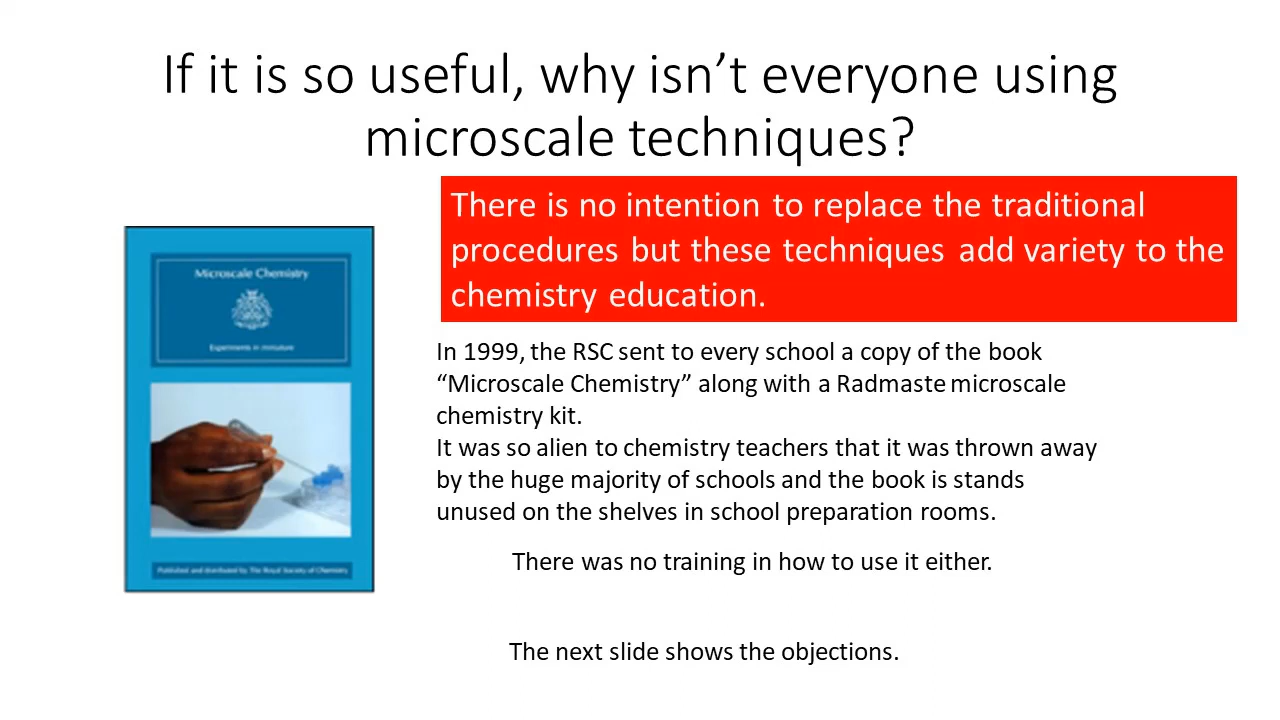 If it is so useful, why isn’t everyone using
microscale techniques?
There is no intention to replace the traditional
procedures but these techniques add variety to the
chemistry education.
Microscale Chemistry
Experiments in miniature
Published and distributed by The Royal Society of Chemistry
In 1999, the RSC sent to every school a copy of the book
“Microscale Chemistry” along with a Radmaste microscale
chemistry kit.
It was so alien to chemistry teachers that it was thrown away
by the huge majority of schools and the book is stands
unused on the shelves in school preparation rooms.
There was no training in how to use it either.
The next slide shows the objections.